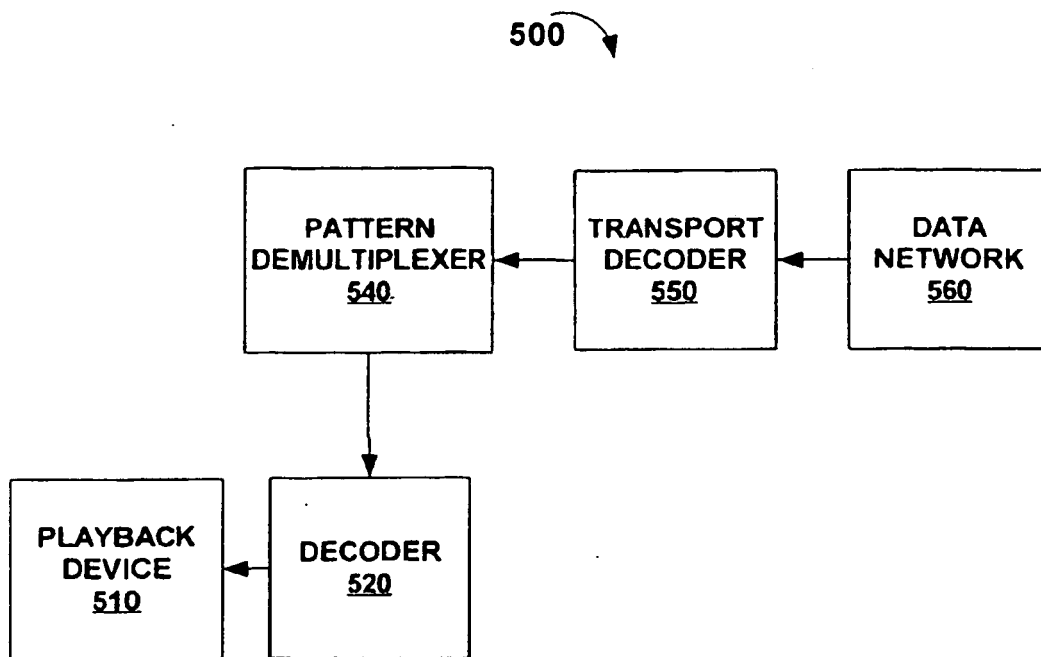 500
PATTERN
DEMULTIPLEXER
540
TRANSPORT
DECODER
550
DATA
NETWORK
560
PLAYBACK
DEVICE
510
DECODER
520